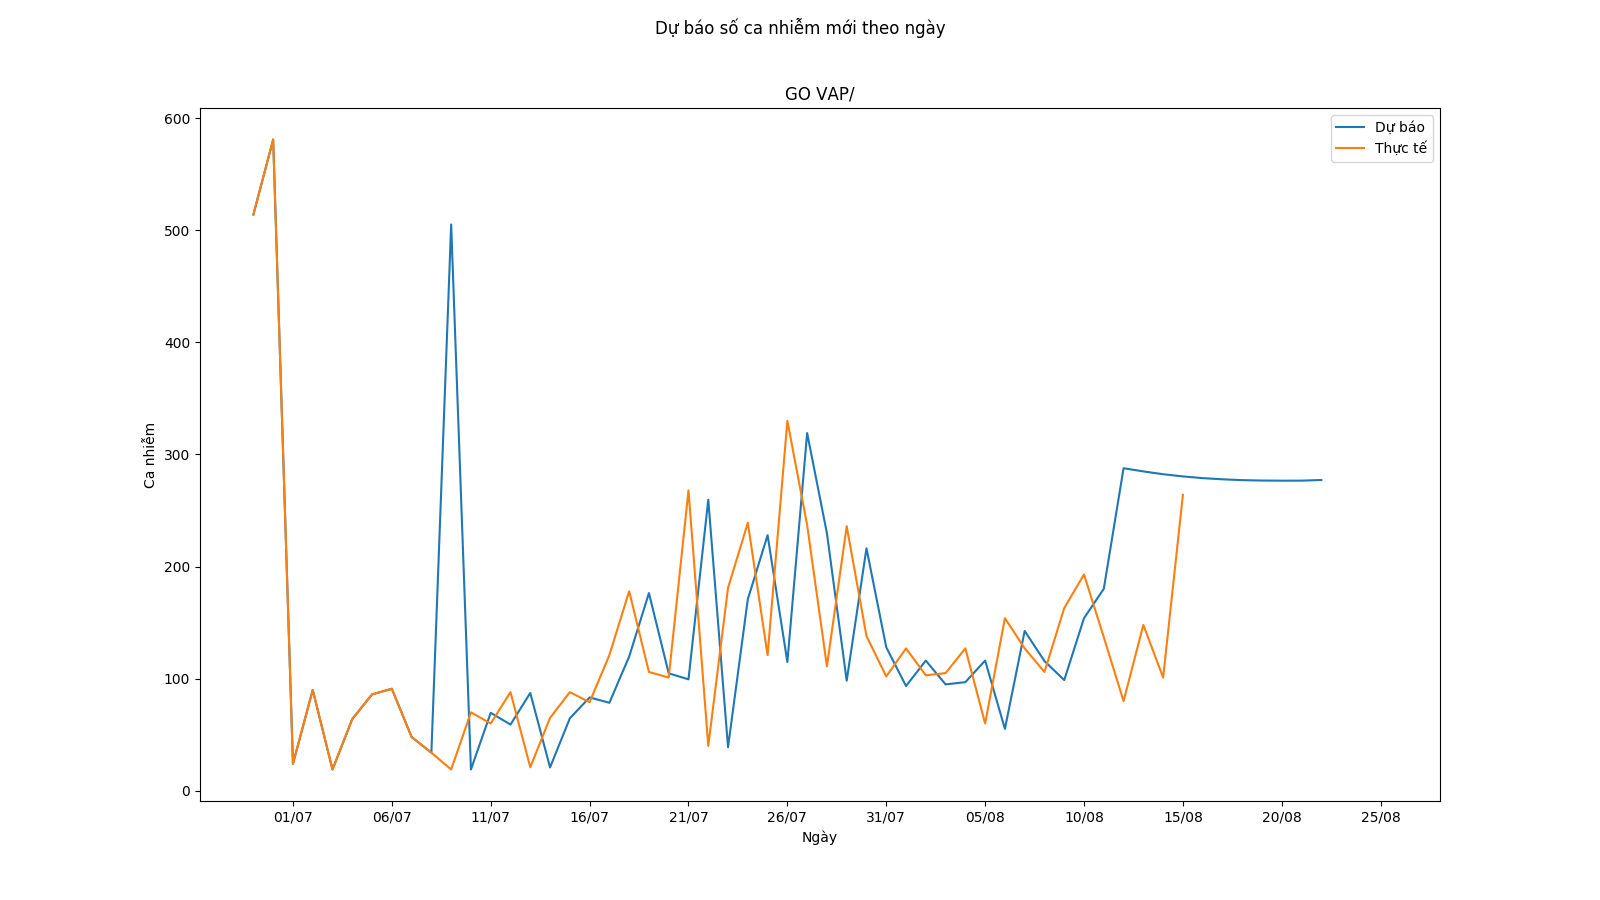 Dự báo số ca nhiễm mới theo ngày
GO VAP/
Dự báo
Thực tế
600
500
400
300
200
100
0
Ca nhiễm
01/07 06/07 11/07 16/07 21/07 26/07 31/07 05/08 10/08 15/08 20/08 25/08
Ngày